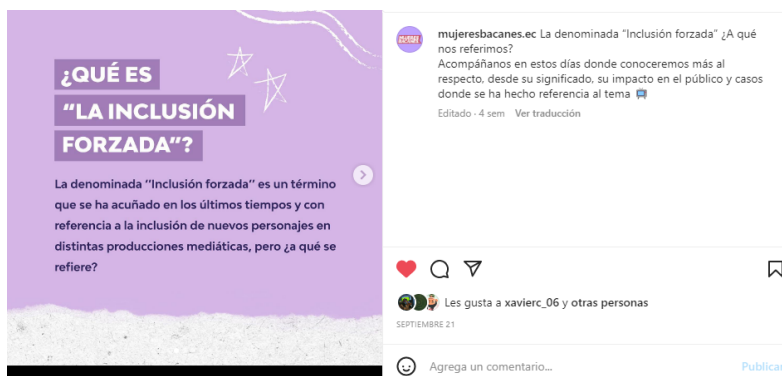 ¿QUÉ ES
“LA INCLUSIÓN
FORZADA”?
La denominada ''Inclusión forzada'' es un término
que se ha acuñado en los últimos tiempos y con
referencia a la inclusión de nuevos personajes en
distintas producciones mediáticas, pero ¿a qué se
refiere?
mujeresbacanes.ec La denominada “Inclusión forzada” ¿A qué
nos referimos?
Acompáñanos en estos días donde conoceremos más al
respecto, desde su significado, su impacto en el público y casos
donde se ha hecho referencia al tema 📺
Editado · 4 sem Ver traducción
Les gusta a xavierc_06 y otras personas
SEPTIEMBRE 21
Agrega un comentario...
Publicar